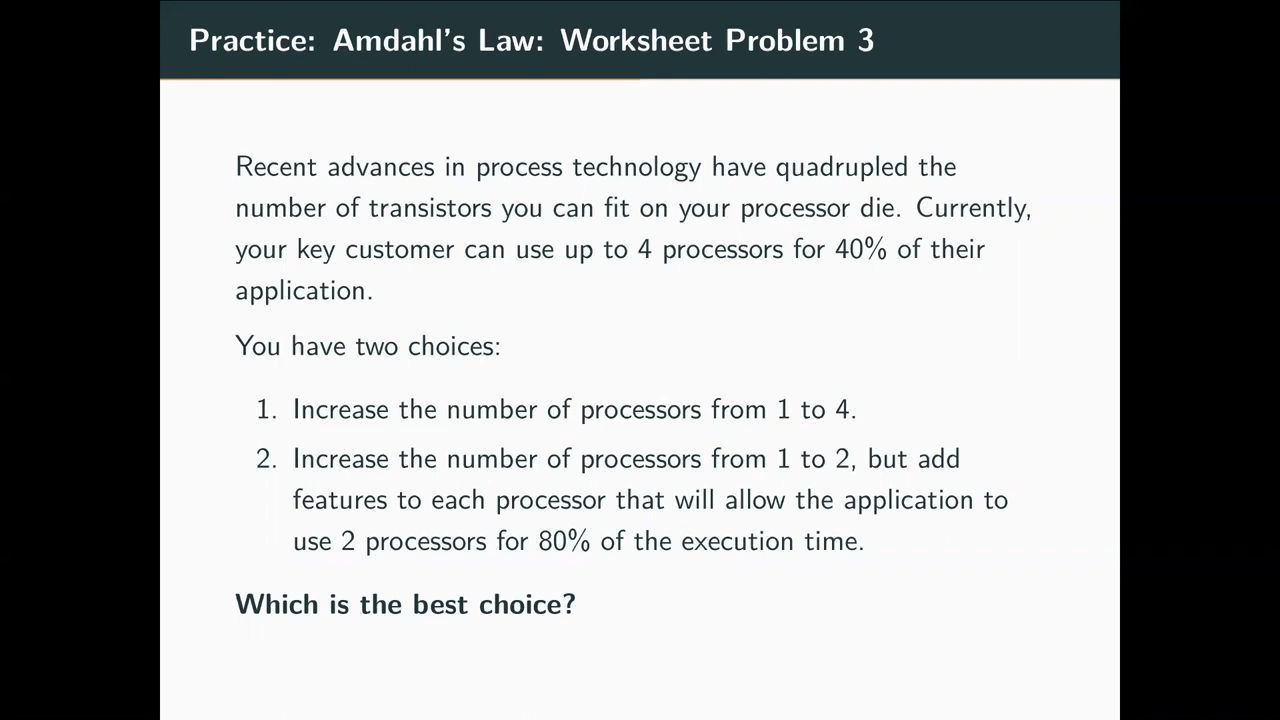 Practice: Amdahl's Law: Worksheet Problem 3
Recent advances in process technology have quadrupled the
number of transistors you can fit on your processor die. Currently,
your key customer can use up to 4 processors for 40% of their
application.
You have two choices:
1. Increase the number of processors from 1 to 4.
2. Increase the number of processors from 1 to 2, but add
features to each processor that will allow the application to
use 2 processors for 80% of the execution time.
Which is the best choice?